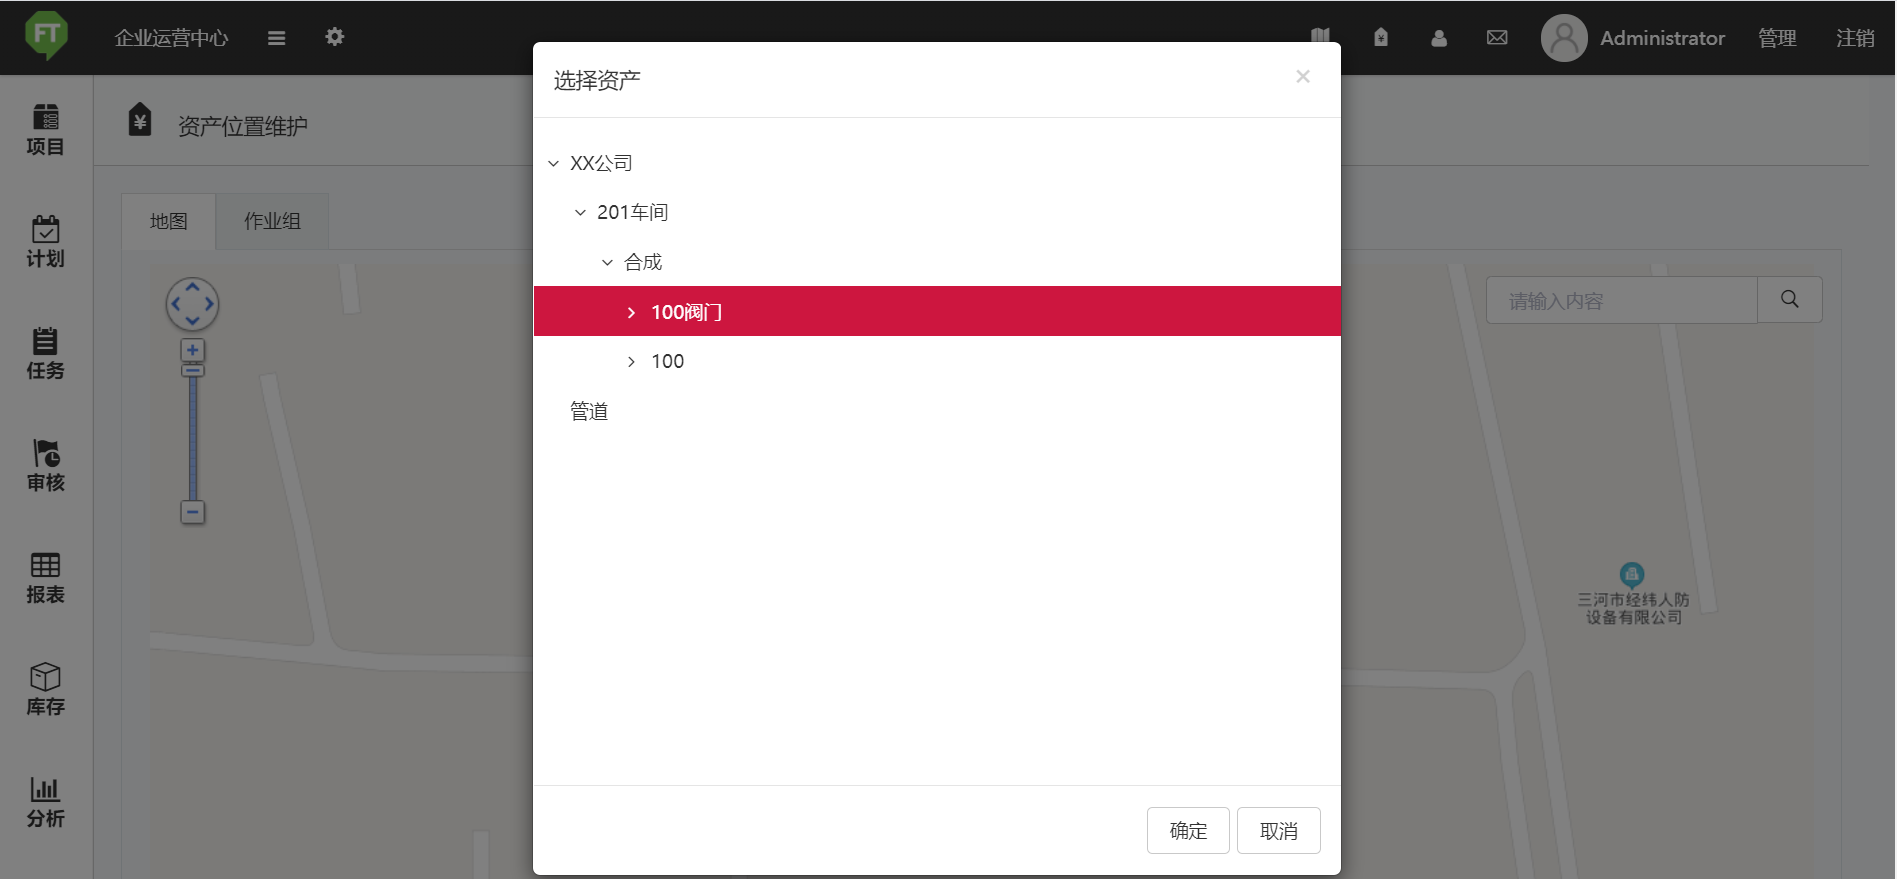 FT
企业运营中心
Administrator
管理
注销
选择资产
×
资产位置维护
项目
计划
任务
审核
报表
库存
分析
地图
作业组
XX公司
201车间
合成
100阀门
100
管道
请输入内容
三河市经纬人防
设备有限公司
确定
取消